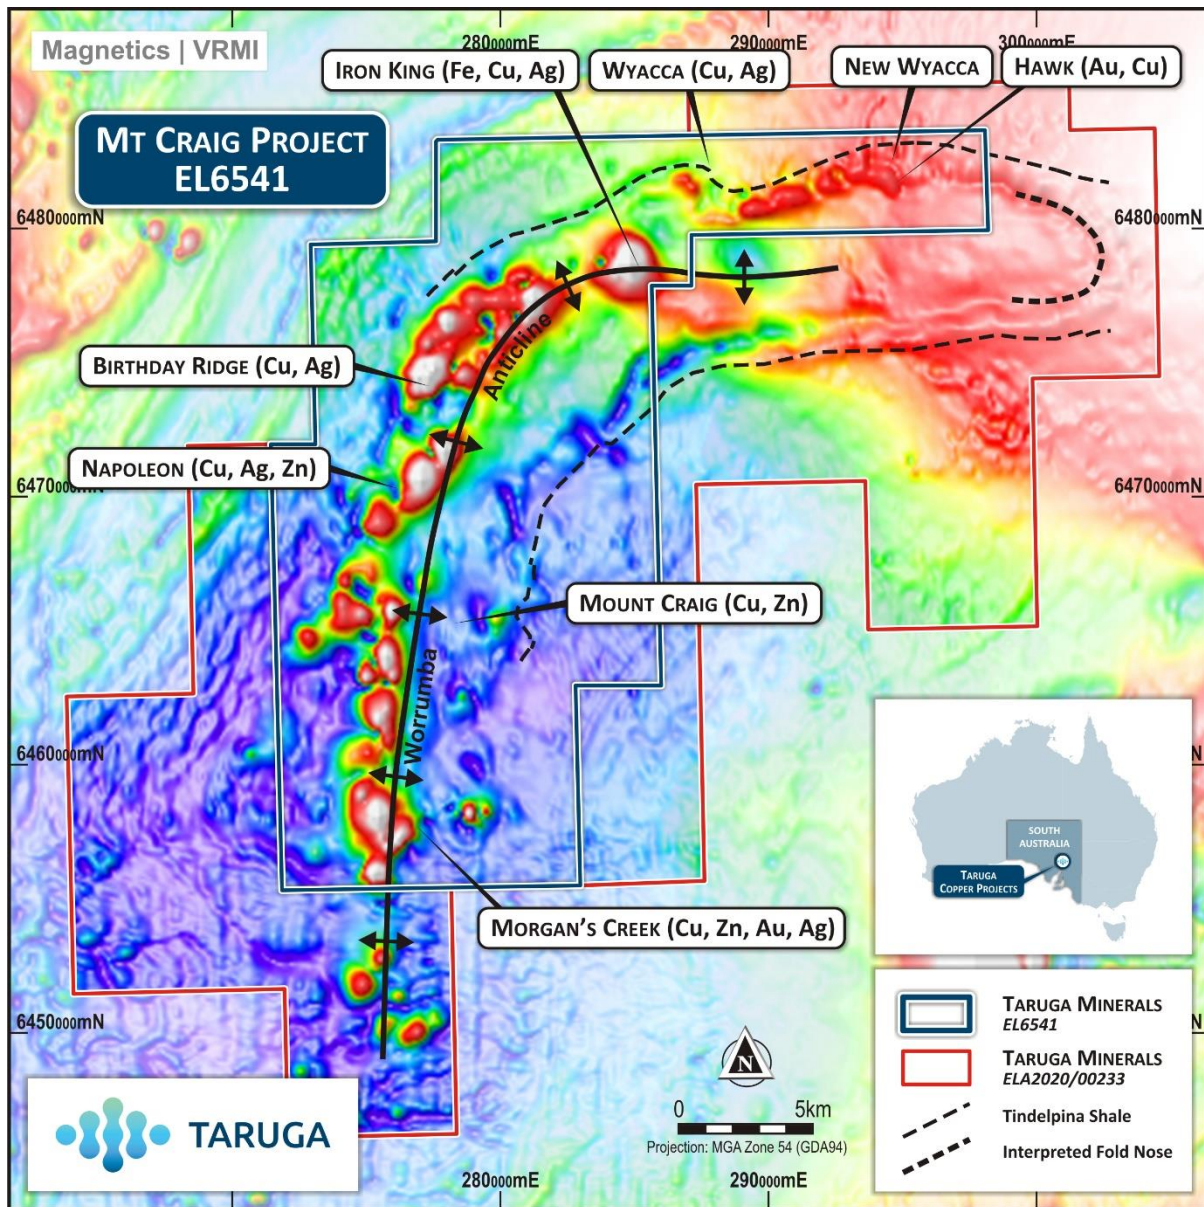 Magnetics | VRMI
280000mE
290000mE
300000mE
IRON KING (Fe, Cu, Ag)
WYACCA (Cu, Ag)
NEW WYACCA
HAWK (Au, Cu)
MT CRAIG PROJECT
EL6541
6480000mN
6480000mN
BIRTHDAY RIDGE (Cu, Ag)
Anticline
NAPOLEON (Cu, Ag, Zn)
6470000mN
6470000mN
MOUNT CRAIG (Cu, Zn)
Worrumba
6460000mN
SOUTH
AUSTRALIA
TARUGA
COPPER PROJECTS
MORGAN'S CREEK (Cu, Zn, Au, Ag)
6450000mN
N
0 5km
Projection: MGA Zone 54 (GDA94)
TARUGA MINERALS
EL6541
TARUGA MINERALS
ELA2020/00233
Tindelpina Shale
Interpreted Fold Nose
TARUGA
280000mE
290000mE